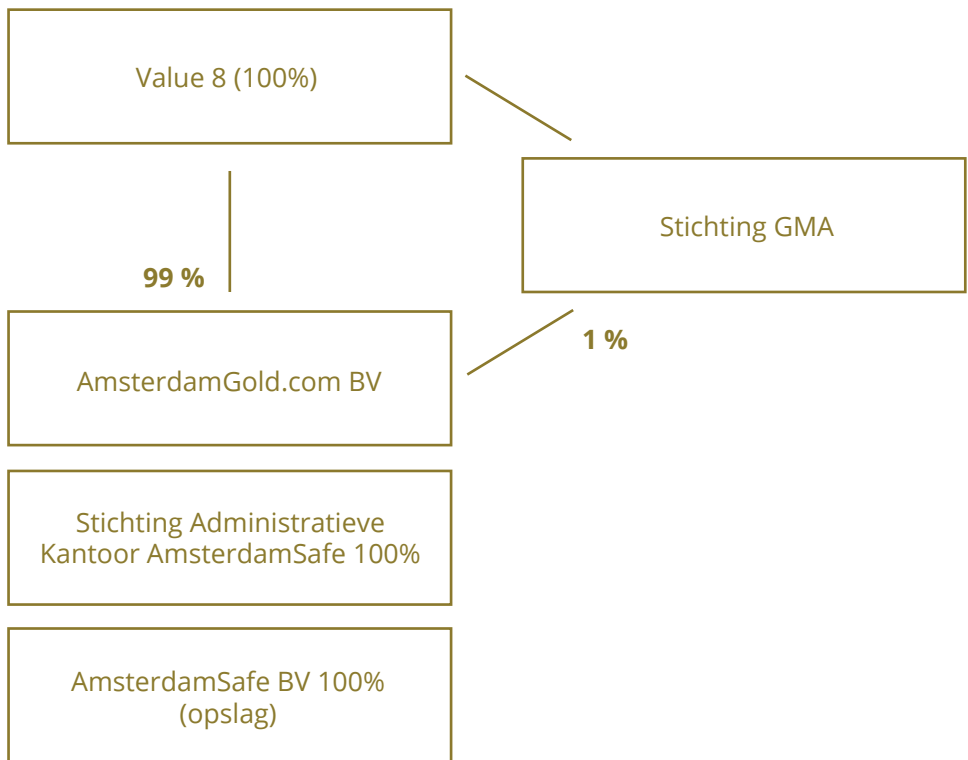 Value 8 (100%)
Stichting GMA
99 %
1 %
AmsterdamGold.com BV
Stichting Administratieve
Kantoor AmsterdamSafe 100%
AmsterdamSafe BV 100%
(opslag)